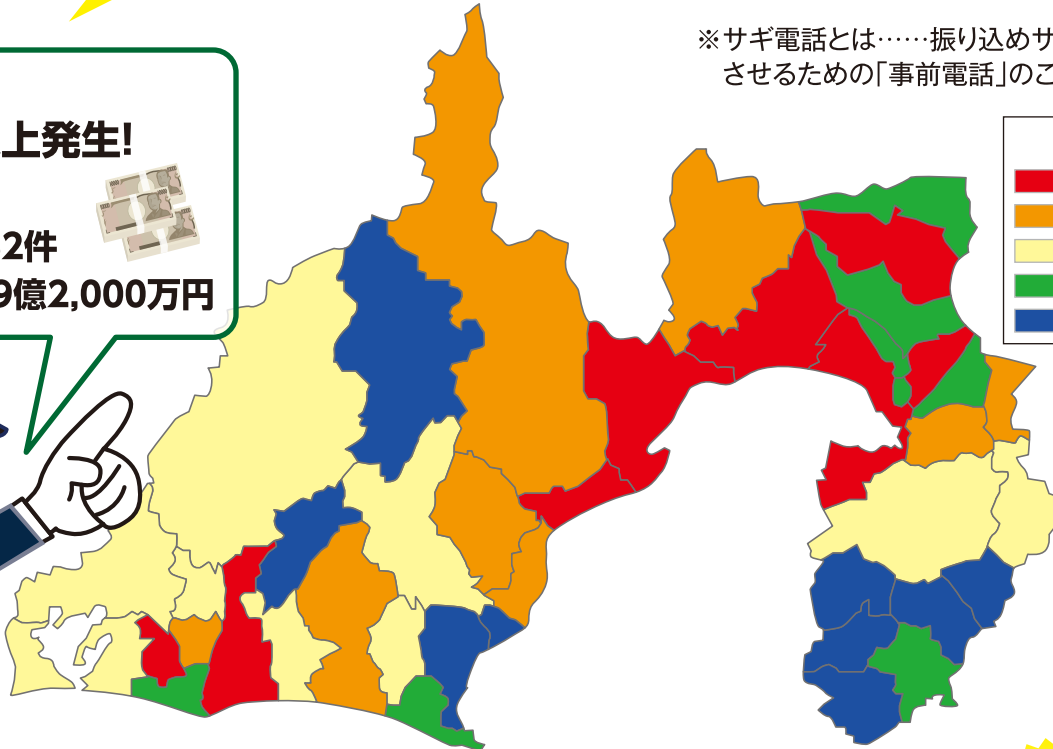 上発生!
2件
9億2,000万円
※サギ電話とは……振り込めサ
させるための「事前電話」のこ